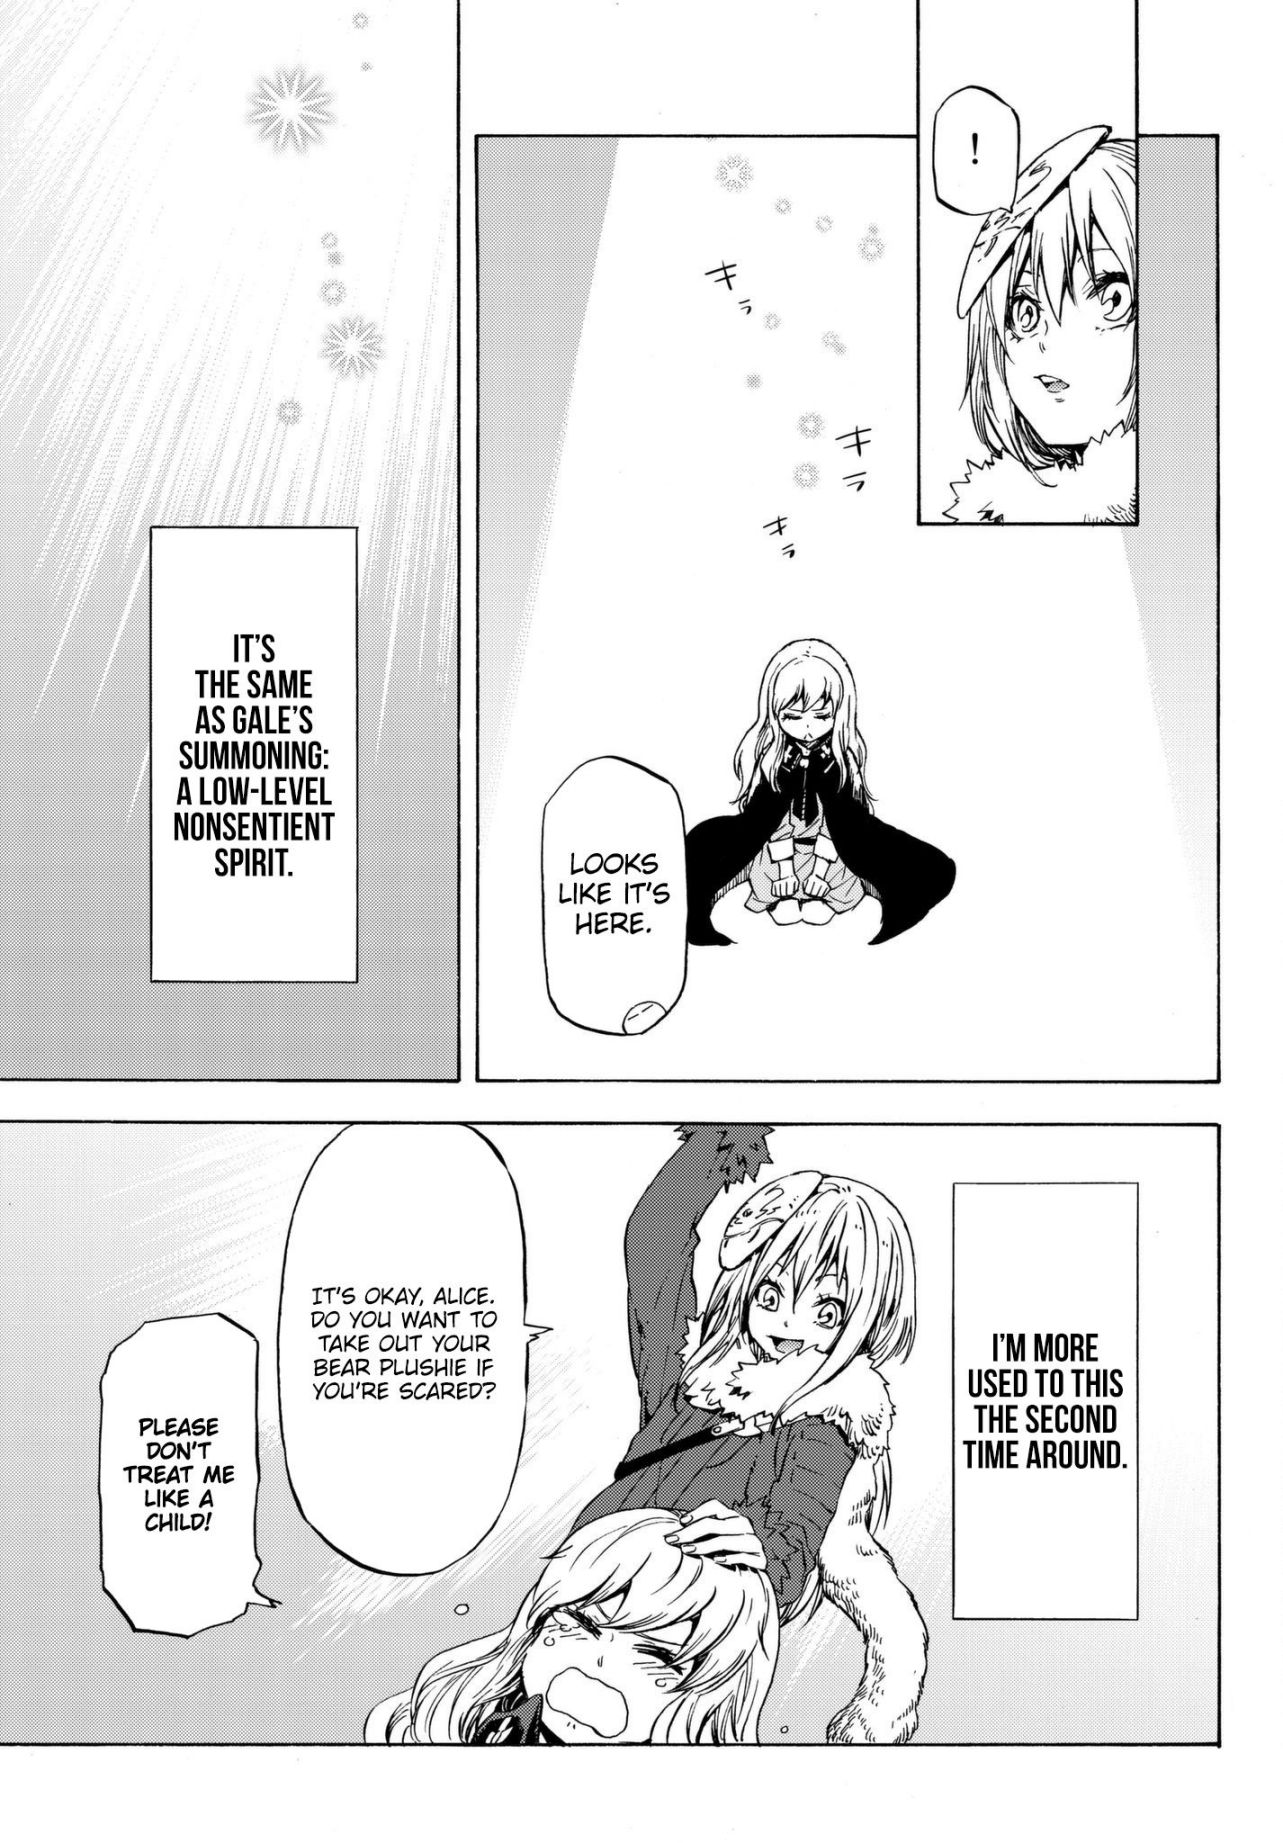 !
キラ
キラ
キラ
LOOKS
LIKE IT'S
HERE.
IT'S
THE SAME
AS GALE'S
SUMMONING:
A LOW-LEVEL
NONSENTIENT
SPIRIT.
I'M MORE
USED TO THIS
THE SECOND
TIME AROUND.
IT'S OKAY, ALICE.
DO YOU WANT TO
TAKE OUT YOUR
BEAR PLUSHIE IF
YOU'RE SCARED?
PLEASE
DON'T
TREAT ME
LIKE A
CHILD!